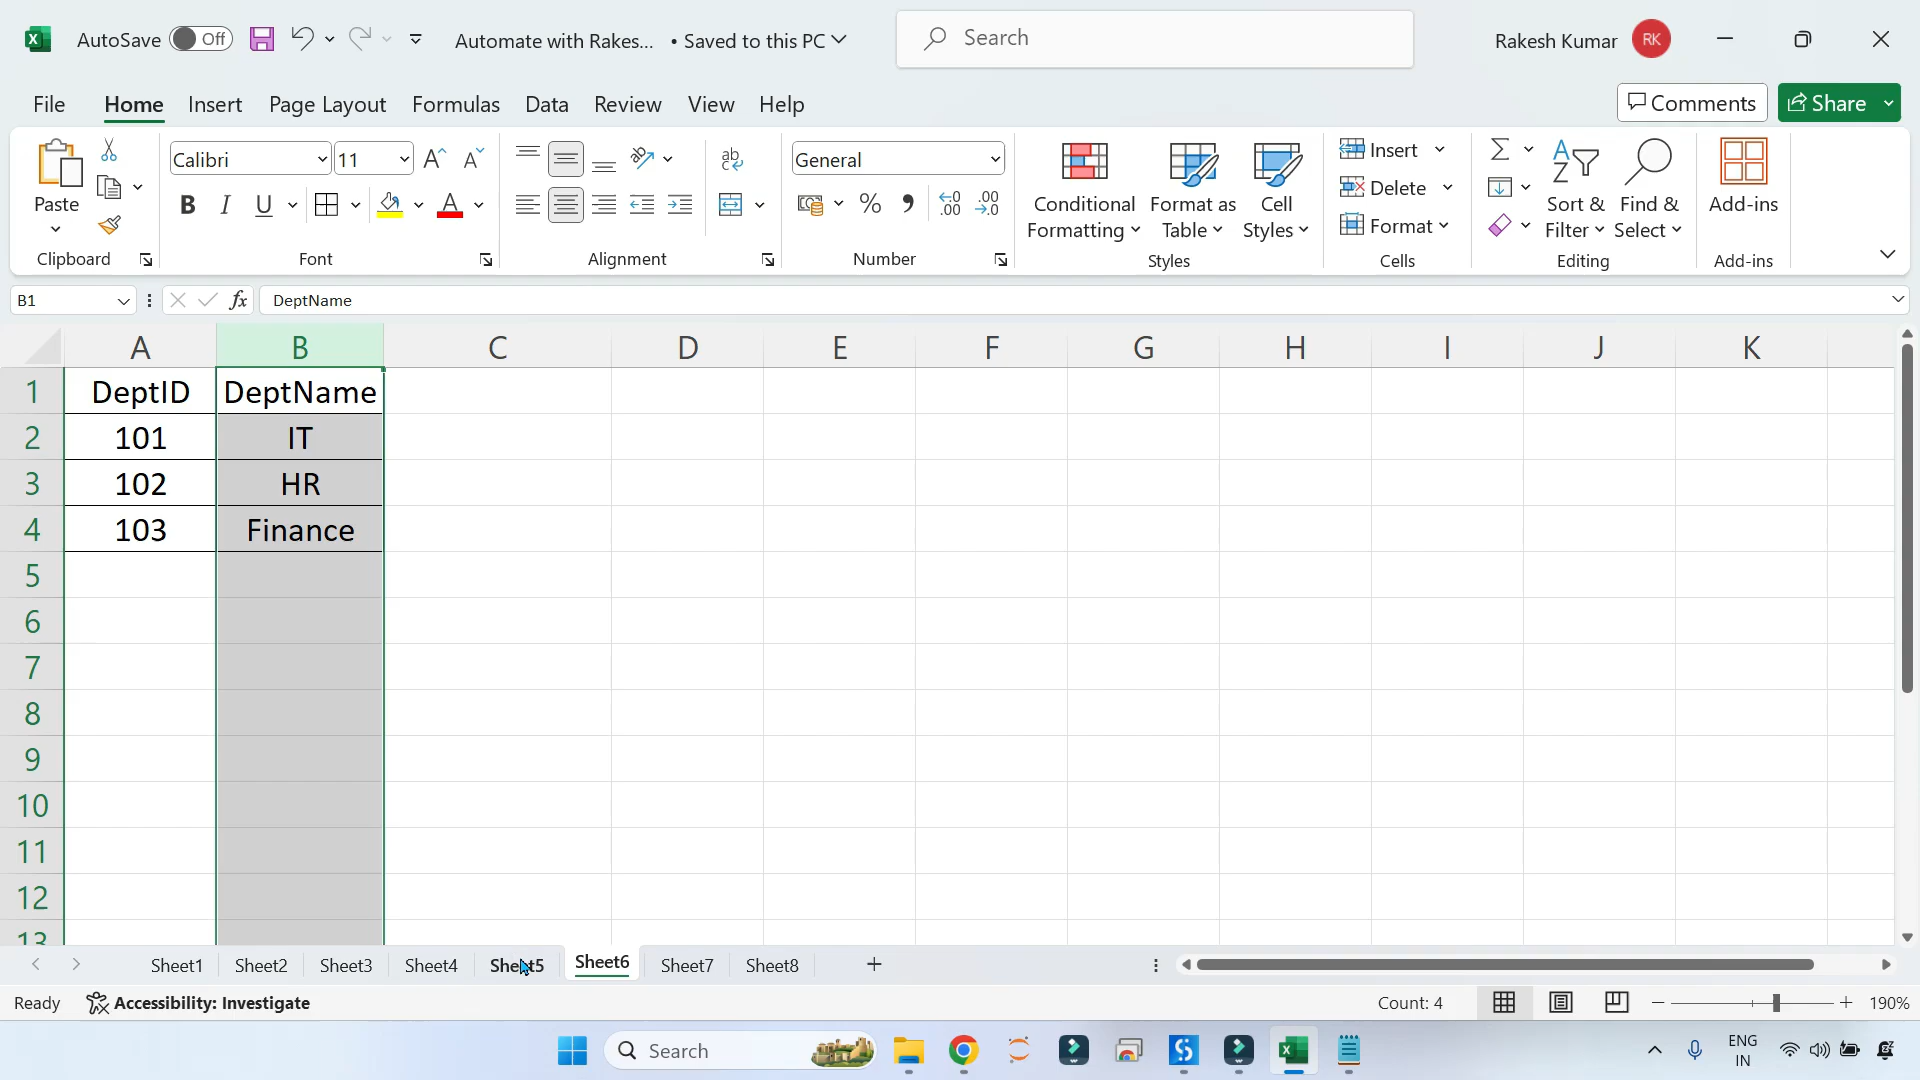 AutoSave Off Automate with Rakes... • Saved to this PC Search Rakesh Kumar RK
File Home Insert Page Layout Formulas Data Review View Help Comments Share
Paste
Clipboard
Calibri 11
B I U A
Font
ab
Alignment
General
% , .00
Number
Conditional Formatting
Format as Table
Cell Styles
Styles
Insert
Delete
Format
Cells
Sort & Filter
Find & Select
Editing
Add-ins
Add-ins
B1 fx DeptName
A B C D E F G H I J K
1 DeptID DeptName
2 101 IT
3 102 HR
4 103 Finance
5
6
7
8
9
10
11
12
13
Sheet1 Sheet2 Sheet3 Sheet4 Sheet5 Sheet6 Sheet7 Sheet8 +
Ready Accessibility: Investigate Count: 4 190%
Search ENG
IN